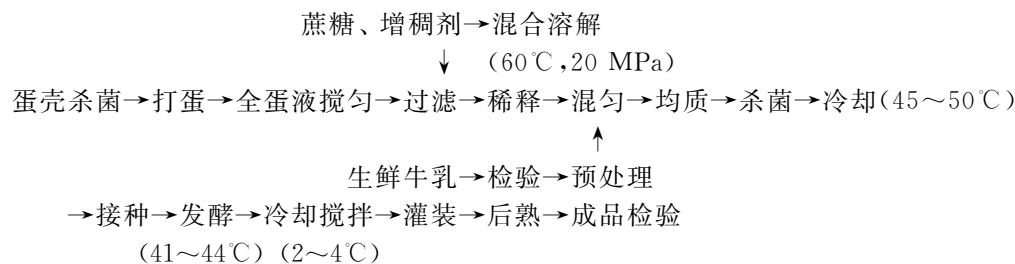 蔗糖、增稠剂→混合溶解
↓ (60℃,20 MPa)
蛋壳杀菌→打蛋→全蛋液搅匀→过滤→稀释→混匀→均质→杀菌→冷却(45～50℃)
↑
生鲜牛乳→检验→预处理
→接种→发酵→冷却搅拌→灌装→后熟→成品检验
(41～44℃) (2～4℃)